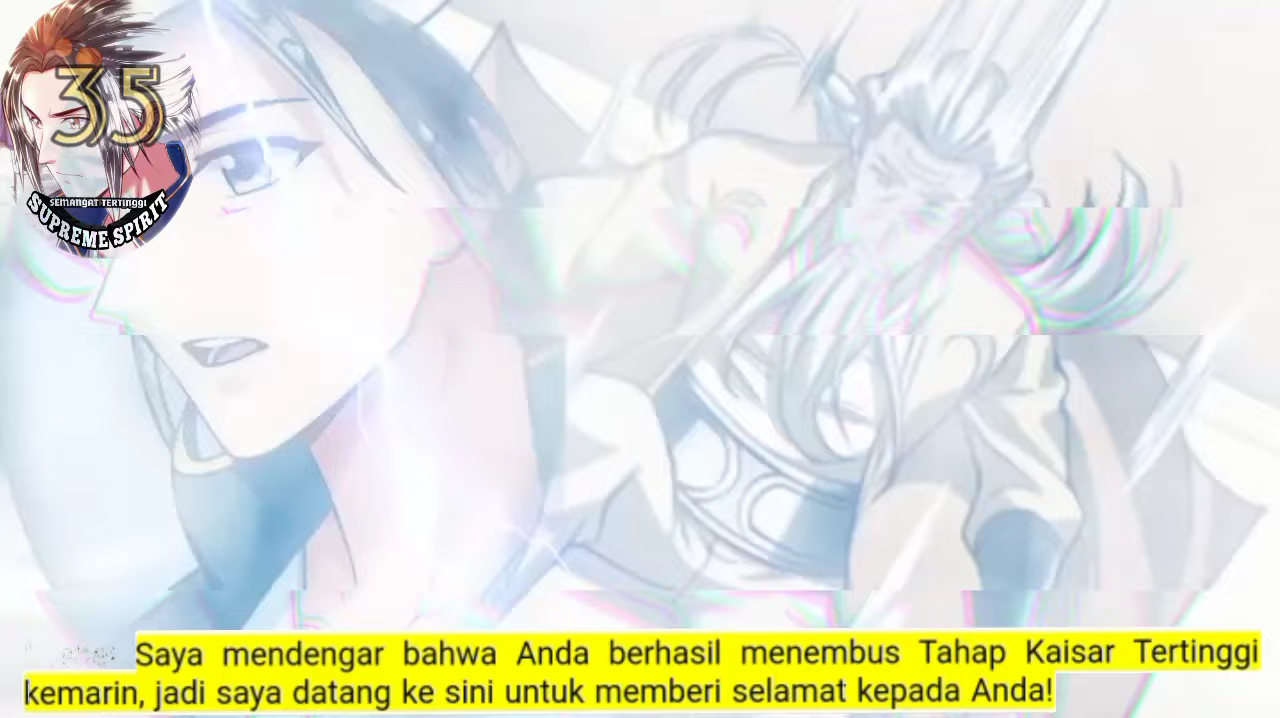 35
SEMANGAT TERTINGGI
SUPREME SPIRIT
Saya mendengar bahwa Anda berhasil menembus Tahap Kaisar Tertinggi
kemarin, jadi saya datang ke sini untuk memberi selamat kepada Anda!